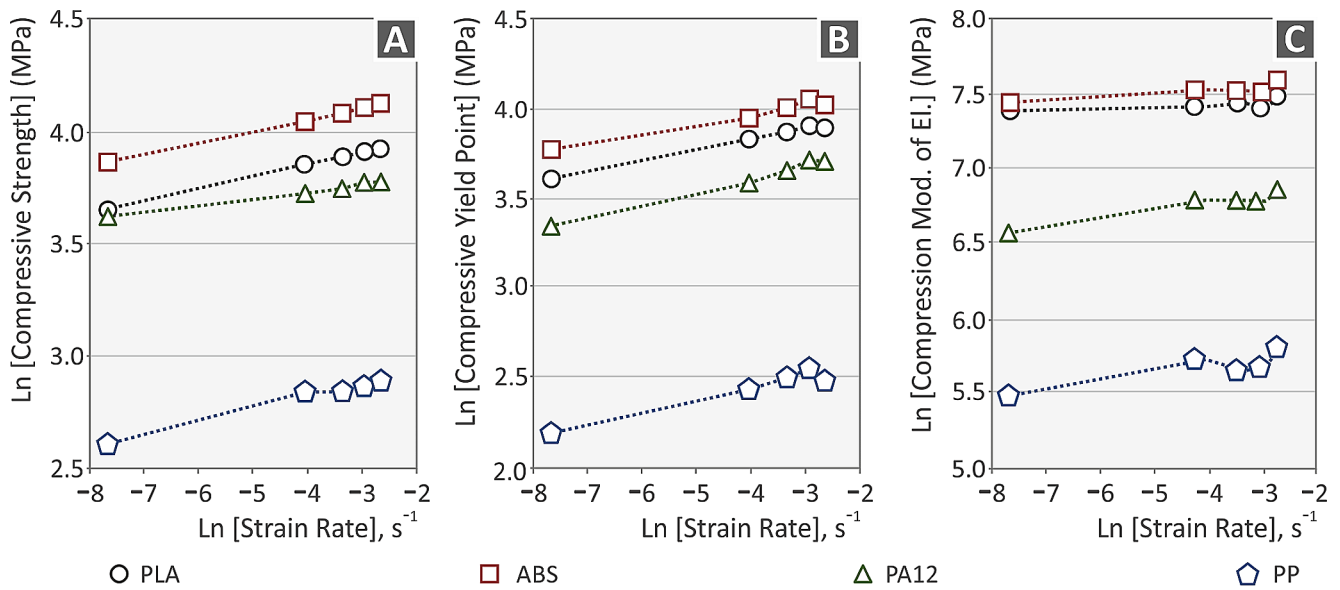 A
Ln [Compressive Strength] (MPa)
4.5
4.0
3.5
3.0
2.5
−8 −7 −6 −5 −4 −3 −2
Ln [Strain Rate], s⁻¹
B
Ln [Compressive Yield Point] (MPa)
4.5
4.0
3.5
3.0
2.5
2.0
−8 −7 −6 −5 −4 −3 −2
Ln [Strain Rate], s⁻¹
C
Ln [Compression Mod. of El.] (MPa)
8.0
7.5
7.0
6.5
6.0
5.5
5.0
−8 −7 −6 −5 −4 −3 −2
Ln [Strain Rate], s⁻¹
PLA ABS PA12 PP